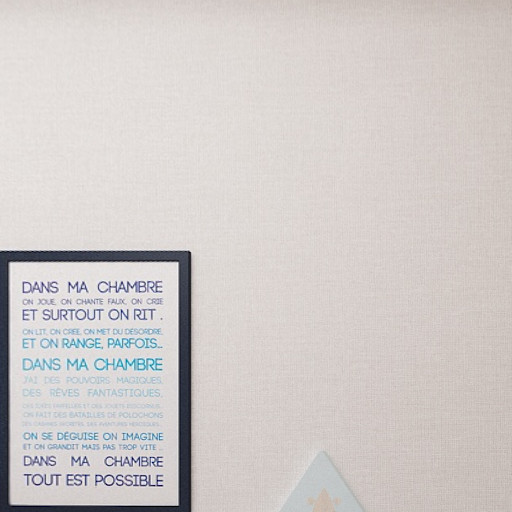 DANS MA CHAMBRE
ON JOUE, ON CHANTE FAUX, ON CRIE
ET SURTOUT ON RIT .
ON LIT, ON CRÉE, ON MET DU DÉSORDRE,
ET ON RANGE, PARFOIS...
DANS MA CHAMBRE
J'AI DES POUVOIRS MAGIQUES,
DES RÊVES FANTASTIQUES,
ON FAIT DES BATAILLES DE POLOCHONS
ON SE DÉGUISE ON IMAGINE
ET ON GRANDIT MAIS PAS TROP VITE ...
DANS MA CHAMBRE
TOUT EST POSSIBLE